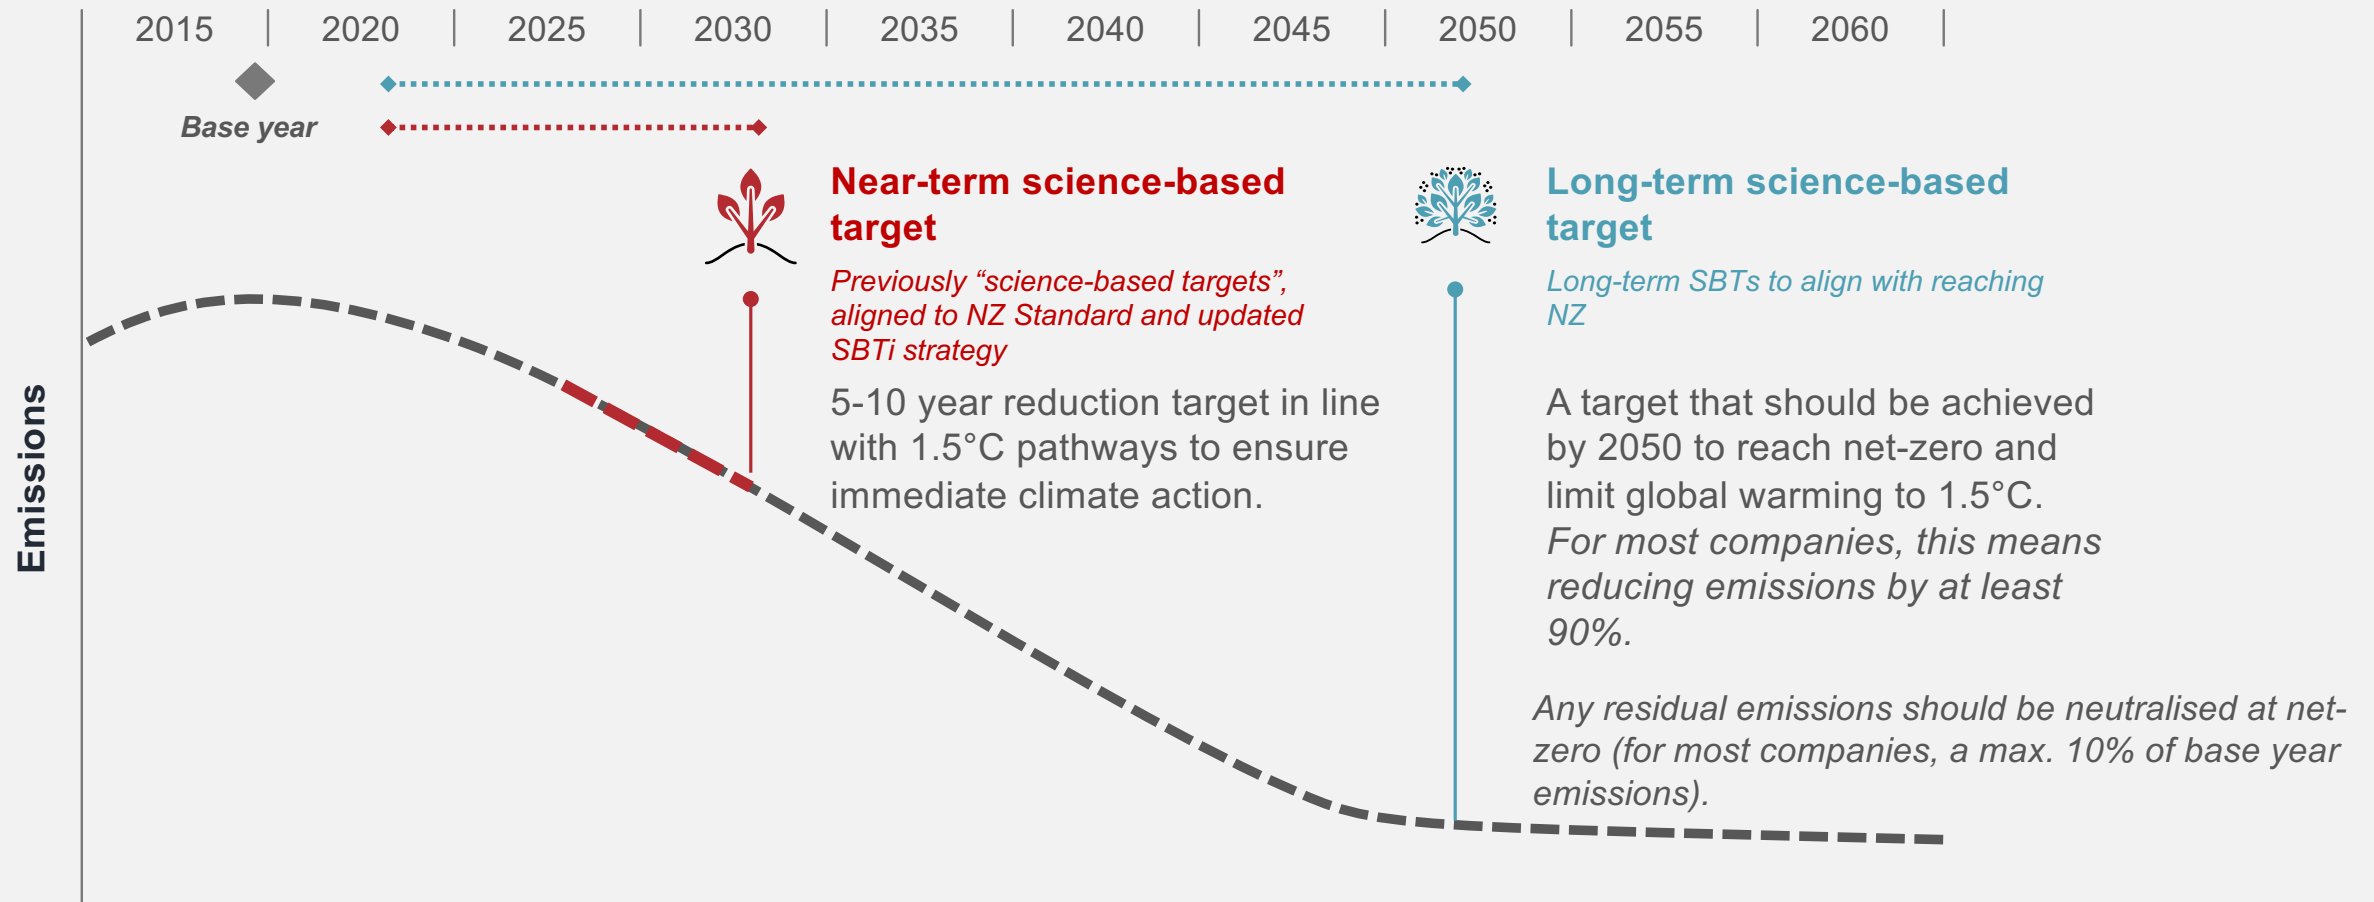 2015 2020 2025 2030 2035 2040 2045 2050 2055 2060
Base year
Near-term science-based
target
Previously “science-based targets”,
aligned to NZ Standard and updated
SBTi strategy
5-10 year reduction target in line
with 1.5°C pathways to ensure
immediate climate action.
Long-term science-based
target
Long-term SBTs to align with reaching
NZ
A target that should be achieved
by 2050 to reach net-zero and
limit global warming to 1.5°C.
For most companies, this means
reducing emissions by at least
90%.
Any residual emissions should be neutralised at net-
zero (for most companies, a max. 10% of base year
emissions).
Emissions